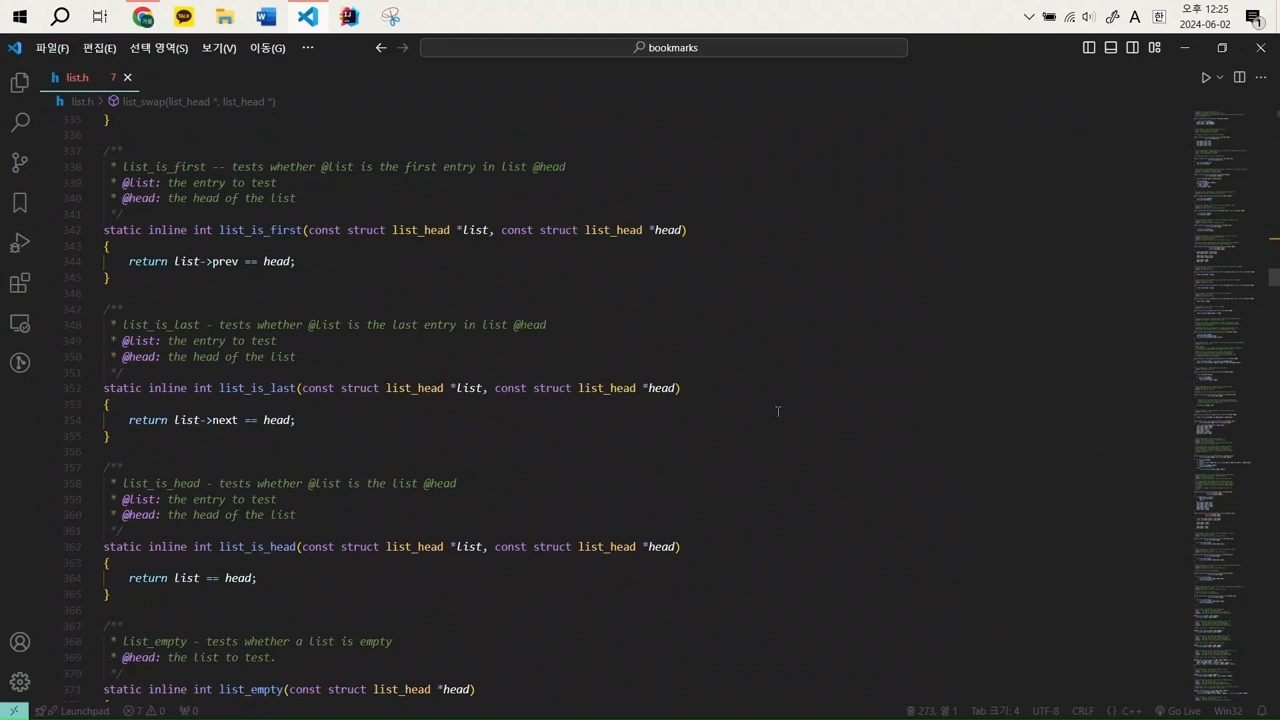 가을
TALK
A
한
오후 12:25
2024-06-02
1
파일(F) 편집(E) 선택 영역(S) 보기(V) 이동(G) ···
bookmarks
h list.h 7
h list.h > list_swap(list_head *, list_head *)
335 }
336
337 /**
338 * list_is_first -- tests whether @list is the first entry in list @head
339 * @list: the entry to test
340 * @head: the head of the list
341 */
342 static inline int list_is_first(const struct list_head *list, const struct list_head *head)
343 {
344 return list->prev == head;
345 }
346
347 /**
348 * list_is_last - tests whether @list is the last entry in list @head
349 * @list: the entry to test
350 * @head: the head of the list
351 */
352 static inline int list_is_last(const struct list_head *list, const struct list_head *head)
353 {
354 return list->next == head;
355 }
356
357 /**
358 * list_is_head - tests whether @list is the list @head
359 * @list: the entry to test
360 * @head: the head of the list
361 */
362 static inline int list_is_head(const struct list_head *list, const struct list_head *head)
363 {
364 return list == head;
365 }
366
367 /**
368 * list_empty - tests whether a list is empty
369 * @head: the list to test.
370 */
371 static inline int list_empty(const struct list_head *head)
Launchpad 7 0 0 줄 273, 열 1 Tab 크기: 4 UTF-8 CRLF {} C++ Go Live Win32